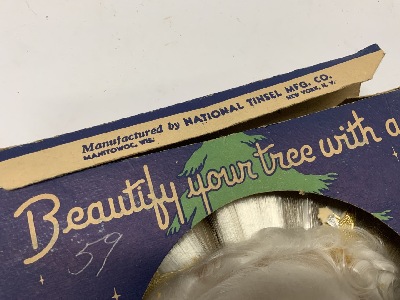 Manufactured by NATIONAL TINSEL MFG. CO.
MANITOWOC, WIS. NEW YORK, N. Y.
Beautify your tree with a
59